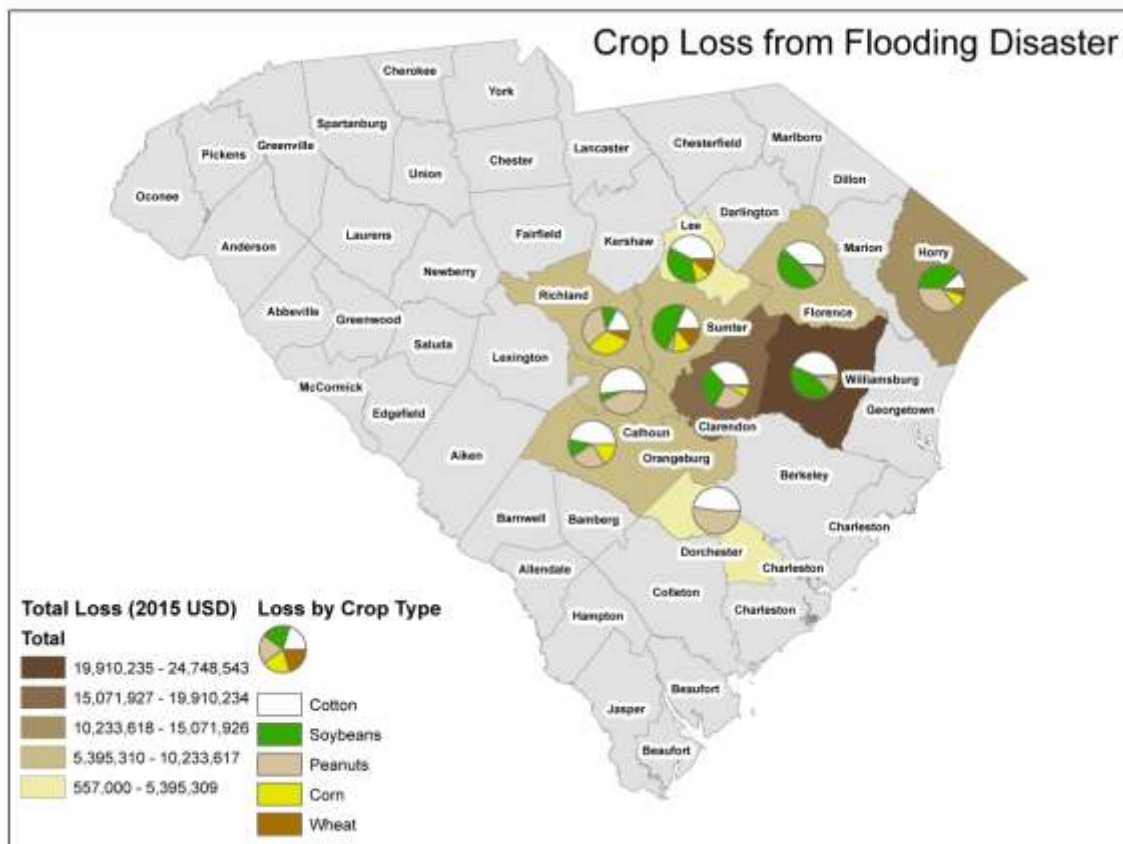 Crop Loss from Flooding Disaster
Cherokee
York
Spartanburg
Greenville
Pickens
Oconee
Union
Chester
Lancaster
Chesterfield
Marlboro
Dillon
Darlington
Lee
Marion
Horry
Anderson
Laurens
Newberry
Fairfield
Kershaw
Richland
Sumter
Florence
Abbeville
Greenwood
Saluda
Lexington
McCormick
Edgefield
Williamsburg
Georgetown
Clarendon
Calhoun
Orangeburg
Aiken
Berkeley
Barnwell
Bamberg
Charleston
Dorchester
Charleston
Allendale
Colleton
Charleston
Hampton
Beaufort
Jasper
Beaufort
Total Loss (2015 USD)
Total
19,910,235 - 24,748,543
15,071,927 - 19,910,234
10,233,618 - 15,071,926
5,395,310 - 10,233,617
557,000 - 5,395,309
Loss by Crop Type
Cotton
Soybeans
Peanuts
Corn
Wheat